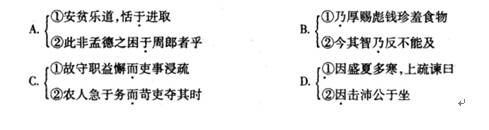 A. ①安贫乐道，恬于进取
②此非孟德之困于周郎者乎
B. ①乃厚赐彪钱珍羞食物
②今其智乃反不能及
C. ①故守职益懈而吏事浸疏
②农人急于务而苛吏夺其时
D. ①因盛夏多寒，上疏谏曰
②因击沛公于坐